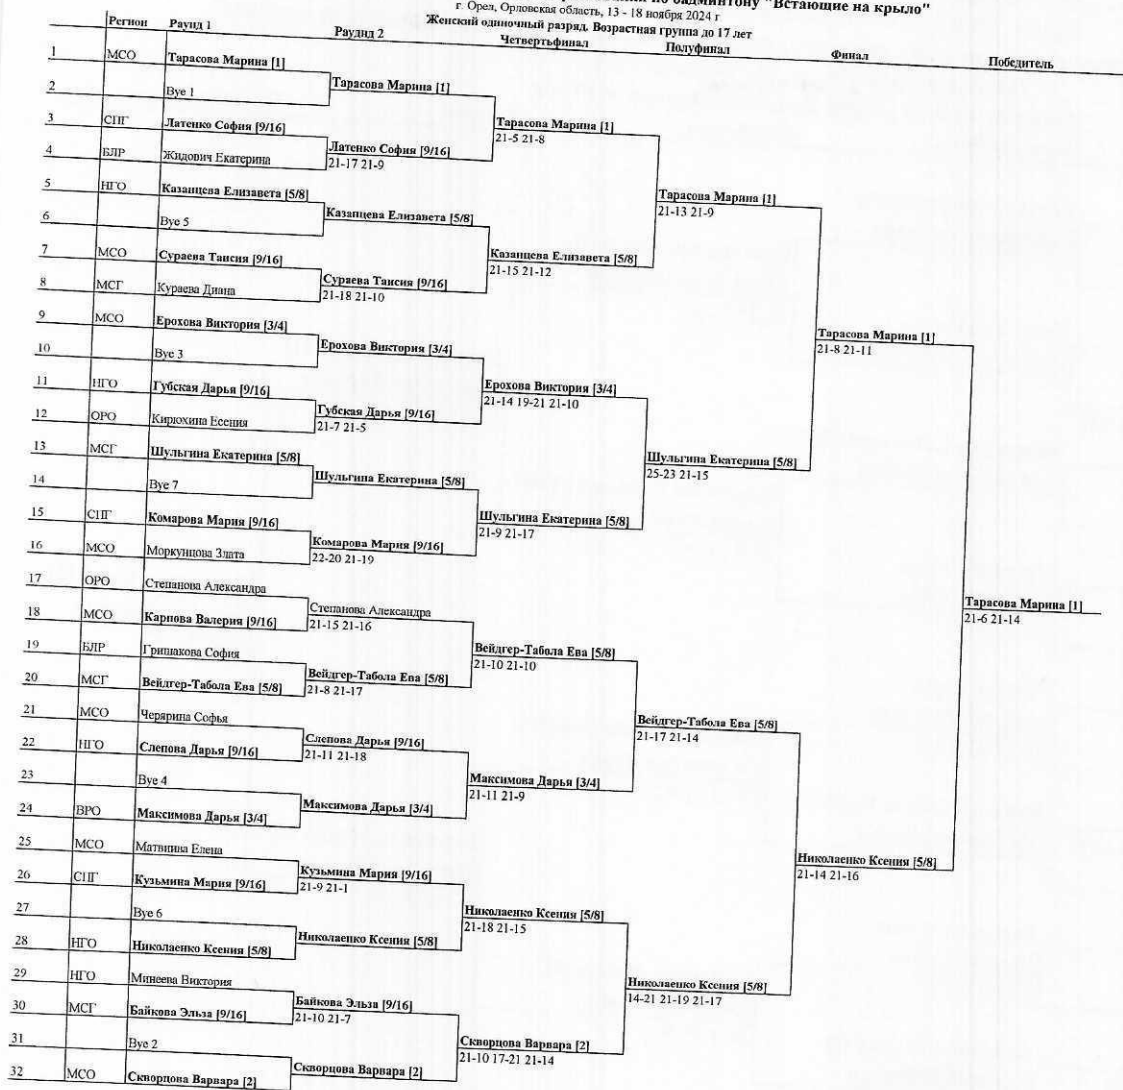 бадминтону "Встающие на крыло"
г. Орел, Орловская область, 13 - 18 ноября 2024 г
Женский одиночный разряд. Возрастная группа до 17 лет
Регион Раунд 1 Раунд 2 Четвертьфинал Полуфинал Финал Победитель
1 МСО Тарасова Марина [1]
Тарасова Марина [1]
2 Bye 1
Тарасова Марина [1]
21-5 21-8
3 СПГ Латенко София [9/16]
Латенко София [9/16]
21-17 21-9
4 БЛР Жидович Екатерина
Тарасова Марина [1]
21-13 21-9
5 НГО Казанцева Елизавета [5/8]
Казанцева Елизавета [5/8]
6 Bye 5
Казанцева Елизавета [5/8]
21-15 21-12
7 МСО Сураева Таисия [9/16]
Сураева Таисия [9/16]
21-18 21-10
8 МСГ Кураева Диана
Тарасова Марина [1]
21-8 21-11
9 МСО Ерохова Виктория [3/4]
Ерохова Виктория [3/4]
10 Bye 3
Ерохова Виктория [3/4]
21-14 19-21 21-10
11 НГО Губская Дарья [9/16]
Губская Дарья [9/16]
21-7 21-5
12 ОРО Кирюхина Есения
Шульгина Екатерина [5/8]
25-23 21-15
13 МСГ Шульгина Екатерина [5/8]
Шульгина Екатерина [5/8]
14 Bye 7
Шульгина Екатерина [5/8]
21-9 21-17
15 СПГ Комарова Мария [9/16]
Комарова Мария [9/16]
22-20 21-19
16 МСО Моркунцова Злата
Тарасова Марина [1]
21-6 21-14
17 ОРО Степанова Александра
Степанова Александра
21-15 21-16
18 МСО Карпова Валерия [9/16]
Вейдгер-Табола Ева [5/8]
21-10 21-10
19 БЛР Гришакова София
Вейдгер-Табола Ева [5/8]
21-8 21-17
20 МСГ Вейдгер-Табола Ева [5/8]
Вейдгер-Табола Ева [5/8]
21-17 21-14
21 МСО Черярина Софья
Слепова Дарья [9/16]
21-11 21-18
22 НГО Слепова Дарья [9/16]
Максимова Дарья [3/4]
21-11 21-9
23 Bye 4
Максимова Дарья [3/4]
24 ВРО Максимова Дарья [3/4]
Николаенко Ксения [5/8]
21-14 21-16
25 МСО Матвиина Елена
Кузьмина Мария [9/16]
21-9 21-1
26 СПГ Кузьмина Мария [9/16]
Николаенко Ксения [5/8]
21-18 21-15
27 Bye 6
Николаенко Ксения [5/8]
28 НГО Николаенко Ксения [5/8]
Николаенко Ксения [5/8]
14-21 21-19 21-17
29 НГО Минеева Виктория
Байкова Эльза [9/16]
21-10 21-7
30 МСГ Байкова Эльза [9/16]
Скворцова Варвара [2]
21-10 17-21 21-14
31 Bye 2
Скворцова Варвара [2]
32 МСО Скворцова Варвара [2]